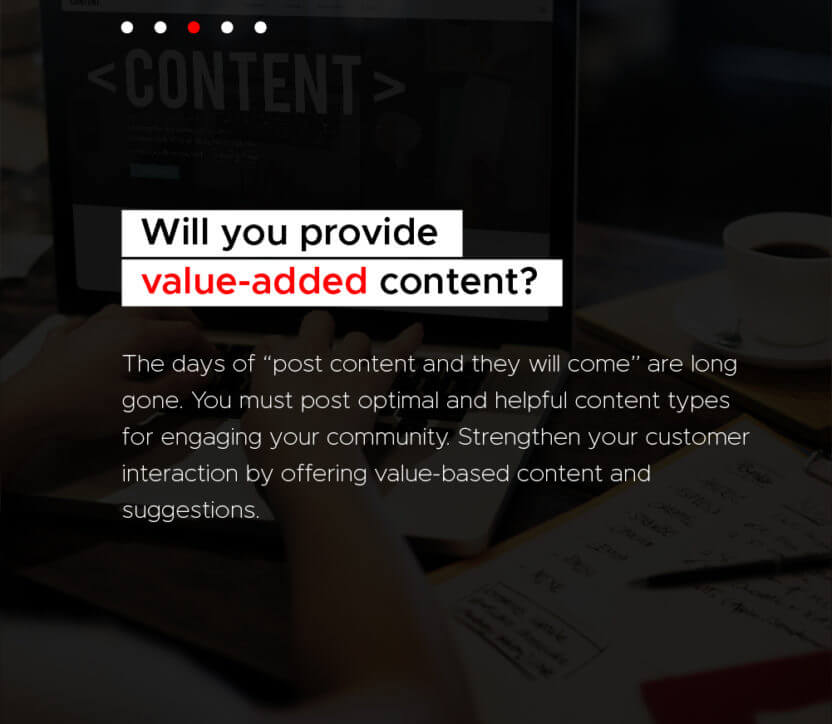 CONTENT
<CONTENT>
Will you provide
value-added content?
The days of “post content and they will come” are long
gone. You must post optimal and helpful content types
for engaging your community. Strengthen your customer
interaction by offering value-based content and
suggestions.